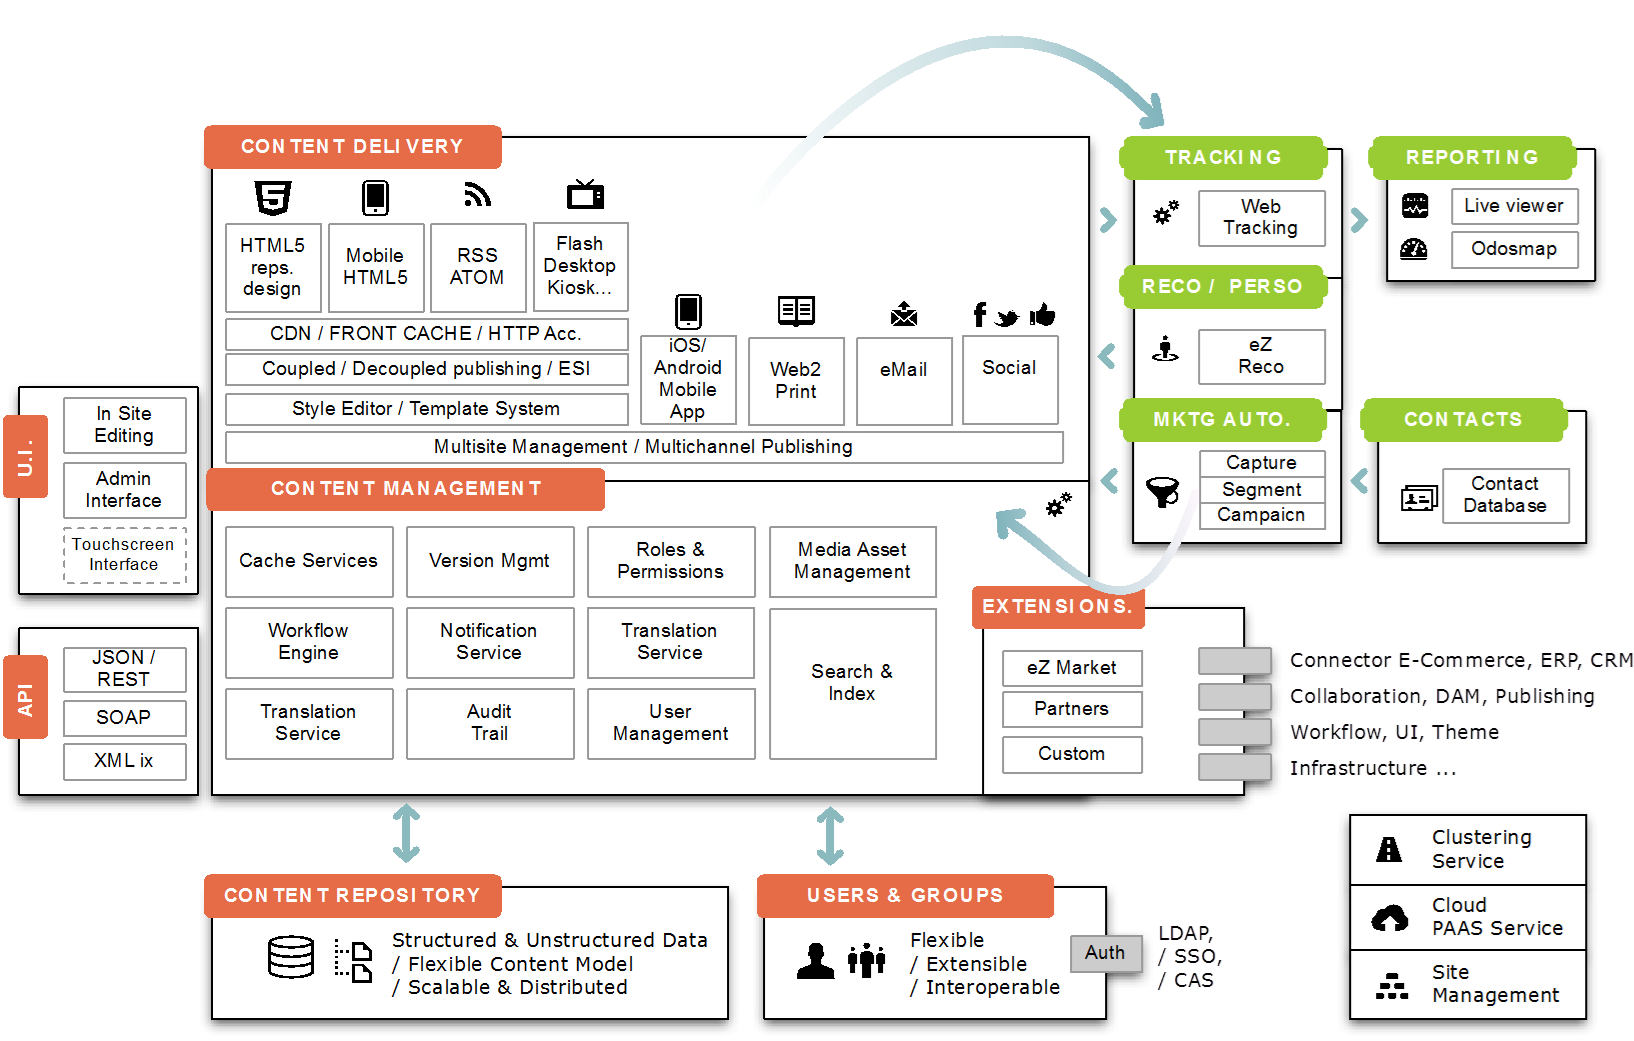 CONTENT DELIVERY
HTML5
reps.
design
Mobile
HTML5
RSS
ATOM
Flash
Desktop
Kiosk...
CDN / FRONT CACHE / HTTP Acc.
Coupled / Decoupled publishing / ESI
Style Editor / Template System
iOS/
Android
Mobile
App
Web2
Print
eMail
Social
Multisite Management / Multichannel Publishing
TRACKING
Web
Tracking
REPORTING
Live viewer
Odosmap
RECO / PERSO
eZ
Reco
MKTG AUTO.
Capture
Segment
Campaicn
CONTACTS
Contact
Database
U.I.
In Site
Editing
Admin
Interface
Touchscreen
Interface
API
JSON /
REST
SOAP
XML ix
CONTENT MANAGEMENT
Cache Services
Version Mgmt
Roles &
Permissions
Media Asset
Management
Workflow
Engine
Notification
Service
Translation
Service
Search &
Index
Translation
Service
Audit
Trail
User
Management
EXTENSIONS.
eZ Market
Partners
Custom
Connector E-Commerce, ERP, CRM
Collaboration, DAM, Publishing
Workflow, UI, Theme
Infrastructure ...
CONTENT REPOSITORY
Structured & Unstructured Data
/ Flexible Content Model
/ Scalable & Distributed
USERS & GROUPS
Flexible
/ Extensible
/ Interoperable
Auth
LDAP,
/ SSO,
/ CAS
Clustering
Service
Cloud
PAAS Service
Site
Management